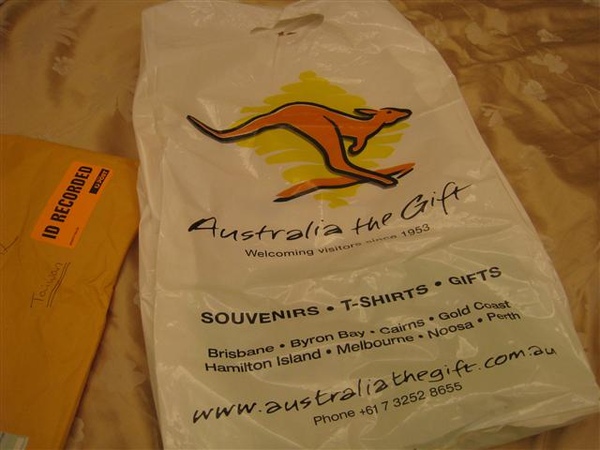 Australia the Gift
Welcoming visitors since 1953
SOUVENIRS • T-SHIRTS • GIFTS
Brisbane • Byron Bay • Cairns • Gold Coast
Hamilton Island • Melbourne • Noosa • Perth
www.australiathegift.com.au
Phone +61 7 3252 8655
ID RECORDED
Taiwan